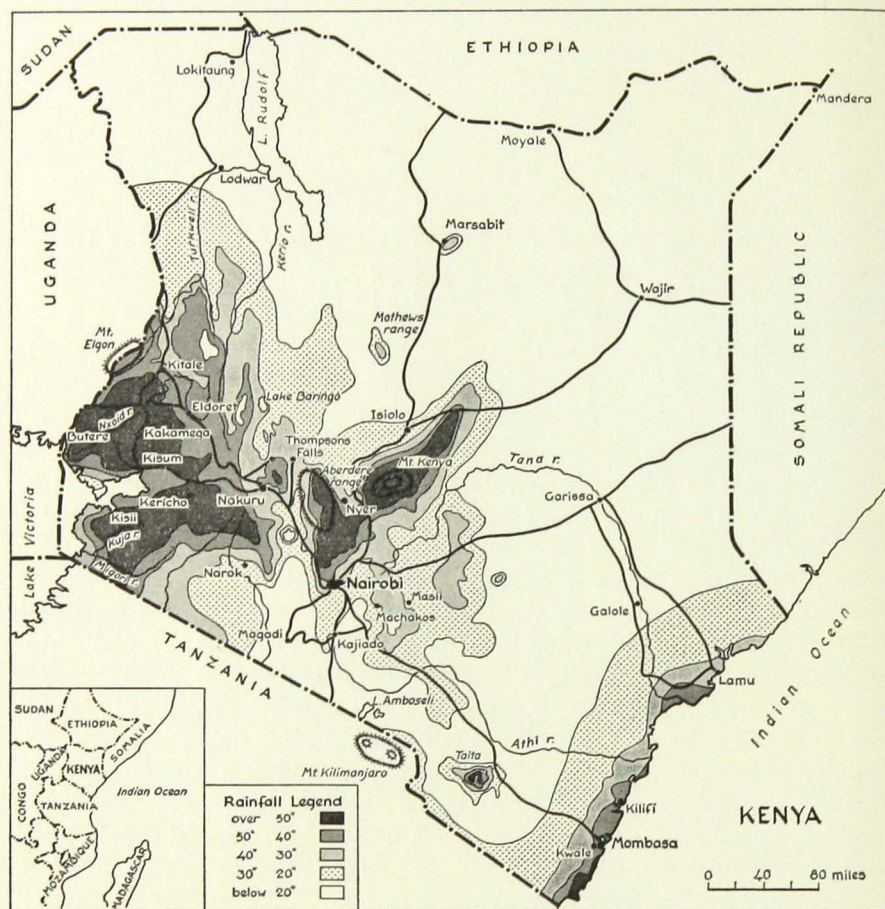 SUDAN
ETHIOPIA
Lokitaung
L. Rudolf
Mandera
Moyale
Lodwar
UGANDA
Turkwell r.
Kerio r.
Marsabit
SOMALI REPUBLIC
Wajir
Mt. Elgon
Mathews range
Kitale
Lake Baringo
Eldoret
Isiolo
Nzoia r.
Butere
Kakamega
Thompsons Falls
Mt. Kenya
Kisum
Aberdere range
Tana r.
Nakuru
Nyer
Garissa
Kericho
Lake Victoria
Kisii
Kuja r.
Migori r.
Narok
Nairobi
Masii
Machakos
Galole
Magadi
Kajiado
TANZANIA
Lamu
Indian Ocean
L. Amboseli
Athi r.
Taita
Mt Kilimanjaro
Kilifi
KENYA
Mombasa
Kwale
0 40 80 miles
SUDAN
ETHIOPIA
SOMALIA
UGANDA
KENYA
CONGO
Indian Ocean
TANZANIA
MOZAMBIQUE
MADAGASCAR
Rainfall Legend
over 50"
50" 40"
40" 30"
30" 20"
below 20"